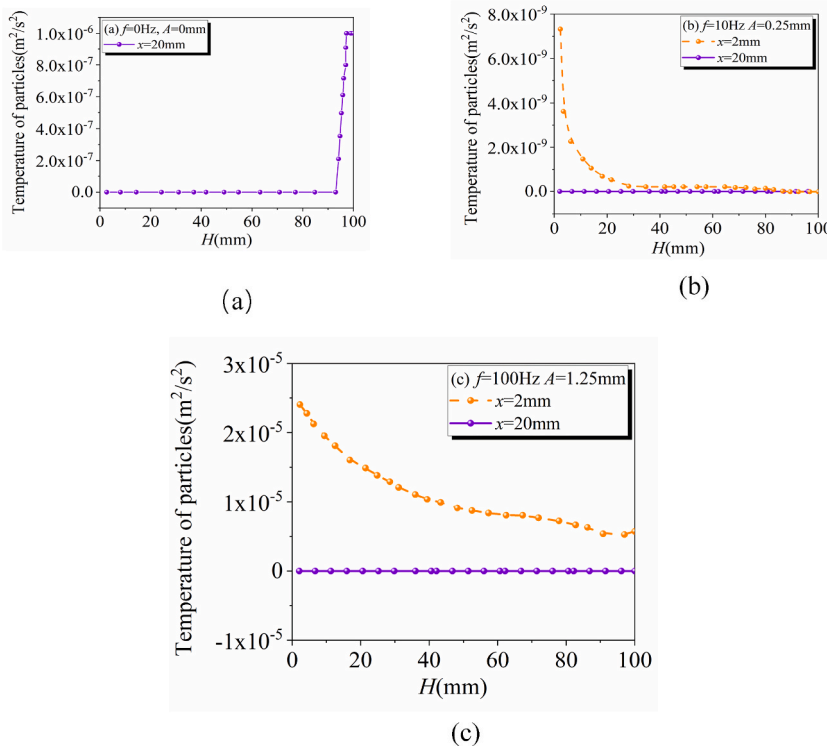 (a) f=0Hz, A=0mm
x=20mm
1.0x10-6
8.0x10-7
6.0x10-7
4.0x10-7
2.0x10-7
0.0
Temperature of particles(m2/s2)
0 20 40 60 80 100
H(mm)
(a)
(b) f=10Hz A=0.25mm
x=2mm
x=20mm
8.0x10-9
6.0x10-9
4.0x10-9
2.0x10-9
0.0
Temperature of particles(m2/s2)
0 20 40 60 80 100
H(mm)
(b)
(c) f=100Hz A=1.25mm
x=2mm
x=20mm
3x10-5
2x10-5
1x10-5
0
-1x10-5
Temperature of particles(m2/s2)
0 20 40 60 80 100
H(mm)
(c)